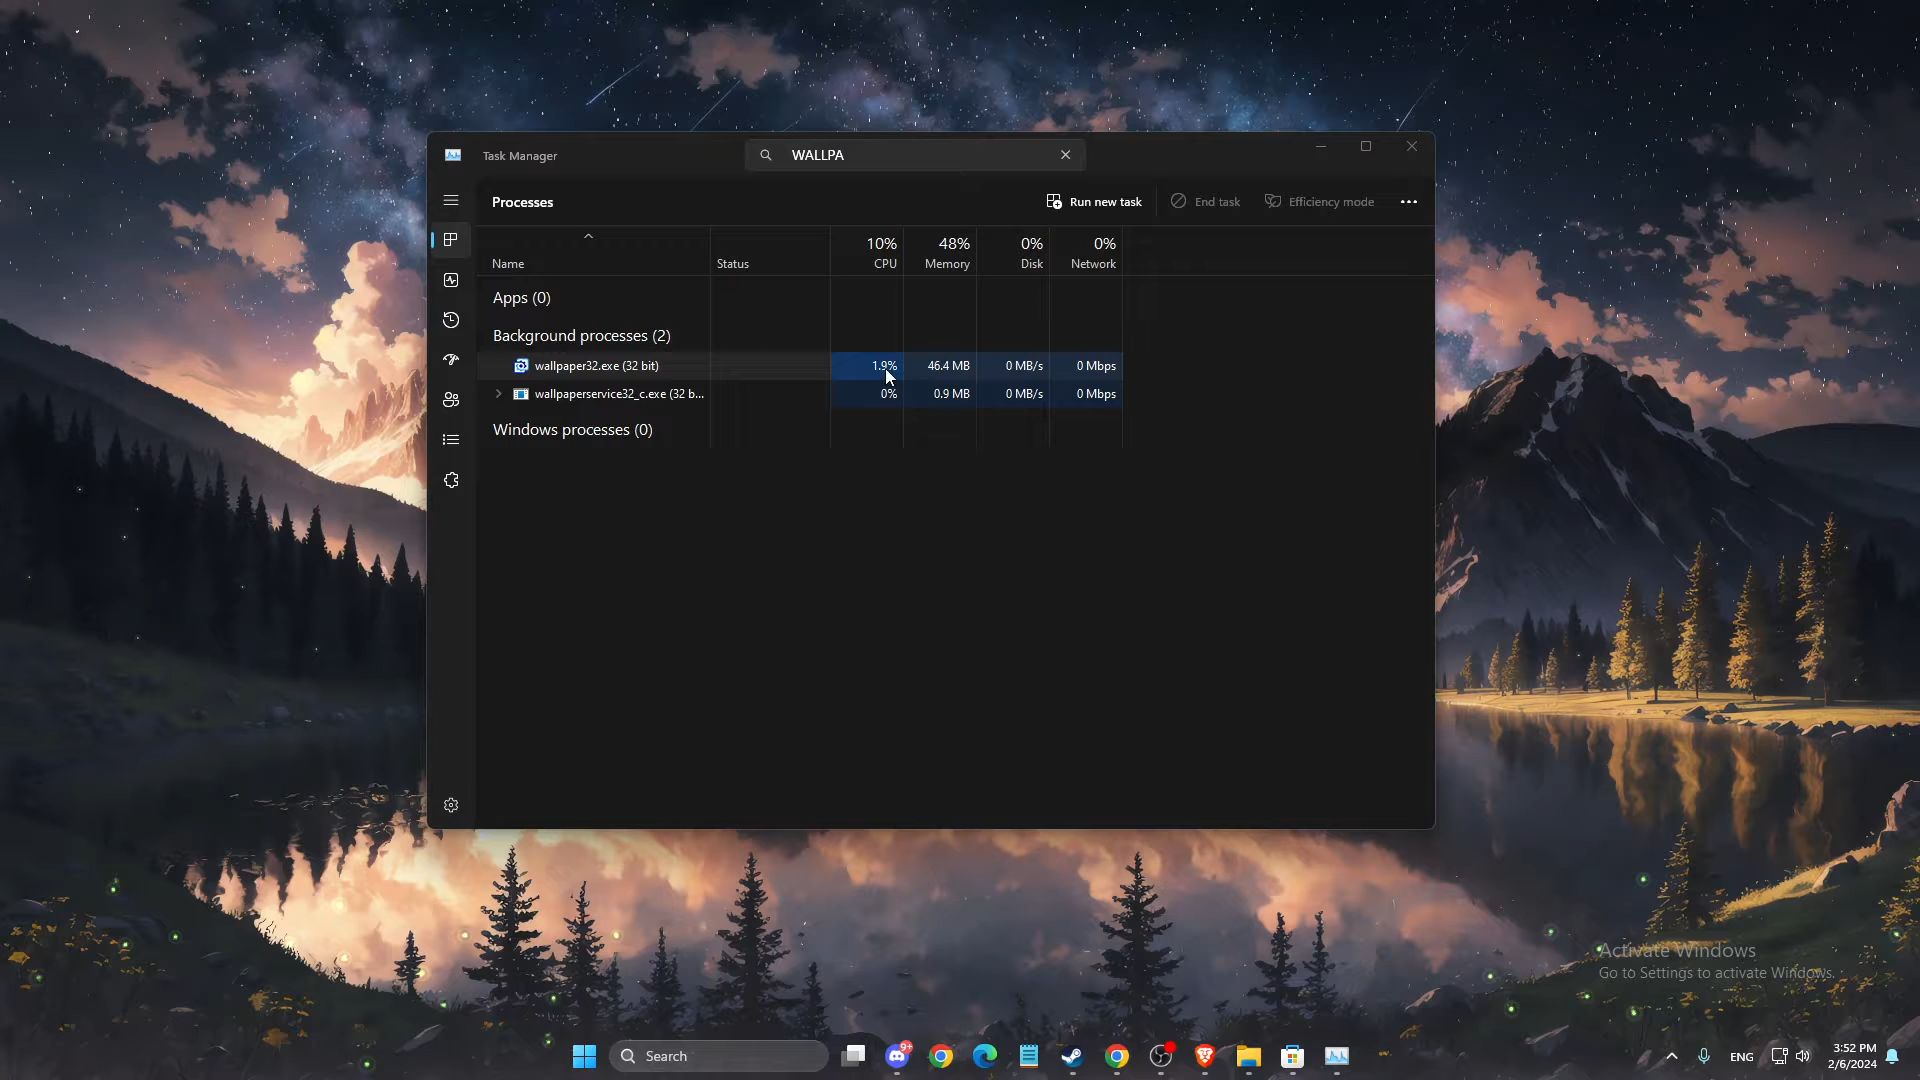 Task Manager
WALLPA
Processes
Run new task
End task
Efficiency mode
10%
48%
0%
0%
Name
Status
CPU
Memory
Disk
Network
Apps (0)
Background processes (2)
wallpaper32.exe (32 bit)
1.9%
46.4 MB
0 MB/s
0 Mbps
wallpaperservice32_c.exe (32 b...
0%
0.9 MB
0 MB/s
0 Mbps
Windows processes (0)
Activate Windows
Go to Settings to activate Windows.
Search
9+
ENG
3:52 PM
2/6/2024